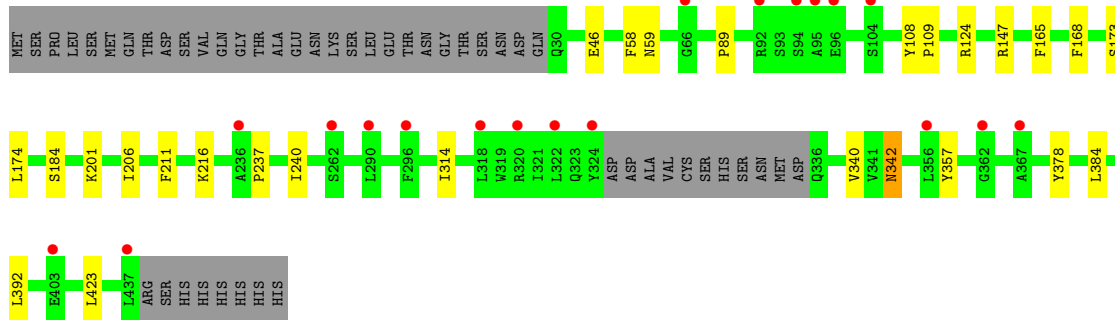 MET SER PRO LEU SER MET GLN THR ASP SER VAL GLN GLY THR ALA GLU ASN LYS SER LEU GLU THR ASN GLY THR SER ASN ASP GLN Q30 E46 F58 N59 G66 P89 R92 S93 S94 A95 E96 S104 Y108 P109 R124 R147 F165 F168 S173
L174 S184 K201 I206 F211 K216 A236 P237 I240 S262 L290 F296 I314 L318 W319 R320 I321 L322 Q323 Y324 ASP ASP ALA VAL CYS SER HIS SER ASN MET ASP Q336 V340 V341 N342 L356 Y357 G362 A367 Y378 L384
L392 E403 L423 L437 ARG SER HIS HIS HIS HIS HIS HIS